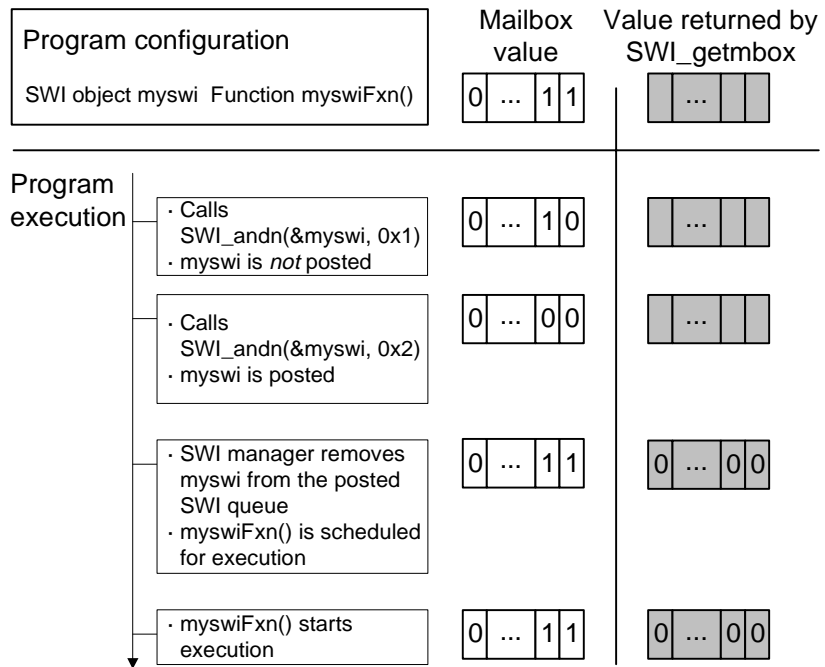 Program configuration
SWI object myswi Function myswiFxn()
Mailbox
value
Value returned by
SWI_getmbox
0 ... 1 1
...
Program
execution
· Calls
SWI_andn(&myswi, 0x1)
· myswi is not posted
0 ... 1 0
...
· Calls
SWI_andn(&myswi, 0x2)
· myswi is posted
0 ... 0 0
...
· SWI manager removes
myswi from the posted
SWI queue
· myswiFxn() is scheduled
for execution
0 ... 1 1
0 ... 0 0
· myswiFxn() starts
execution
0 ... 1 1
0 ... 0 0